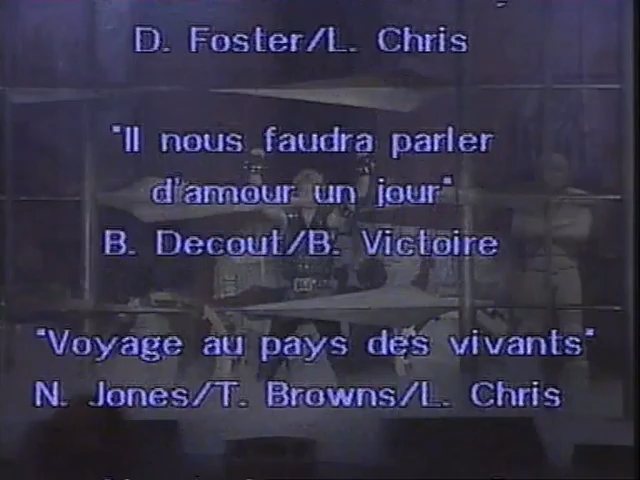 D. Foster/L. Chris
"Il nous faudra parler
d'amour un jour"
B. Decout/B. Victoire
"Voyage au pays des vivants"
N. Jones/T. Browns/L. Chris